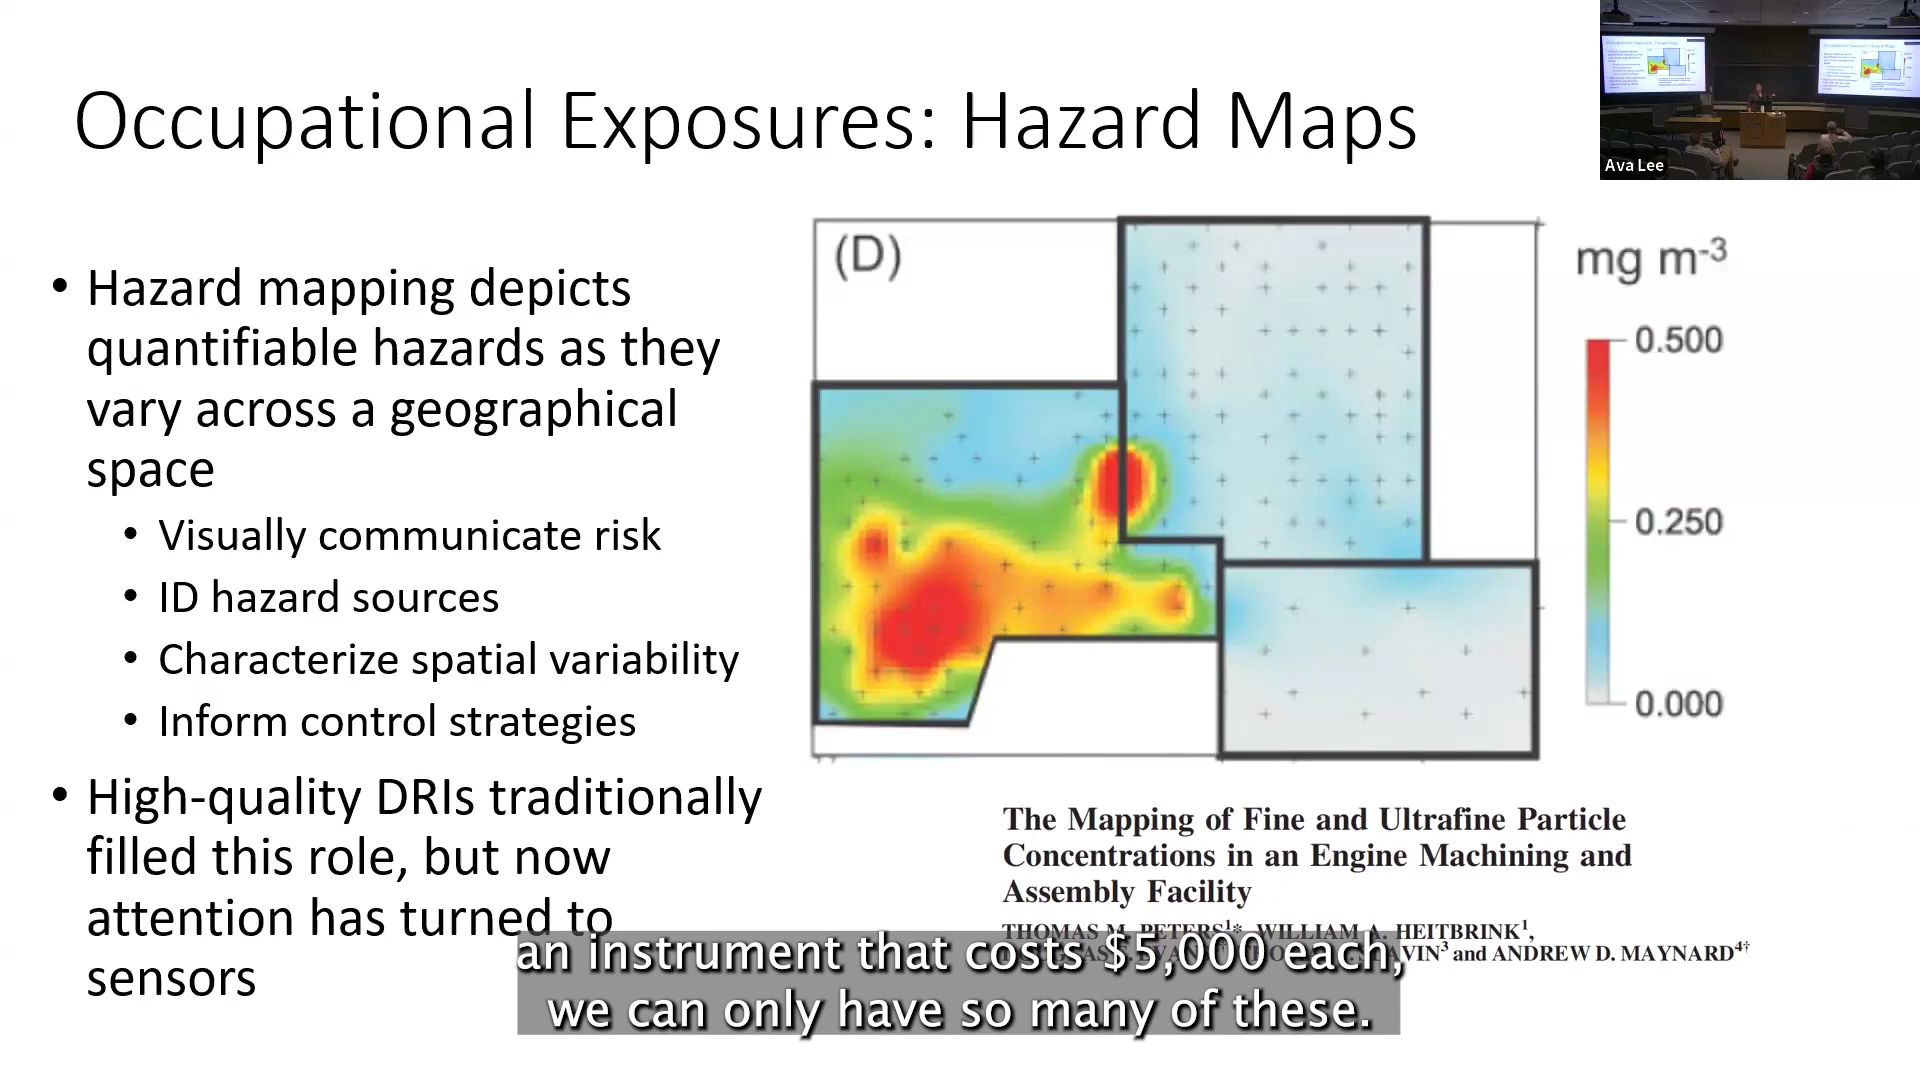 Occupational Exposures: Hazard Maps
Ava Lee
• Hazard mapping depicts
quantifiable hazards as they
vary across a geographical
space
• Visually communicate risk
• ID hazard sources
• Characterize spatial variability
• Inform control strategies
• High-quality DRIs traditionally
filled this role, but now
attention has turned to
sensors
(D)
mg m-3
0.500
0.250
0.000
The Mapping of Fine and Ultrafine Particle
Concentrations in an Engine Machining and
Assembly Facility
THOMAS M. PETERS1*, WILLIAM A. HEITBRINK1,
and ANDREW D. MAYNARD4†
an instrument that costs $5,000 each,
we can only have so many of these.